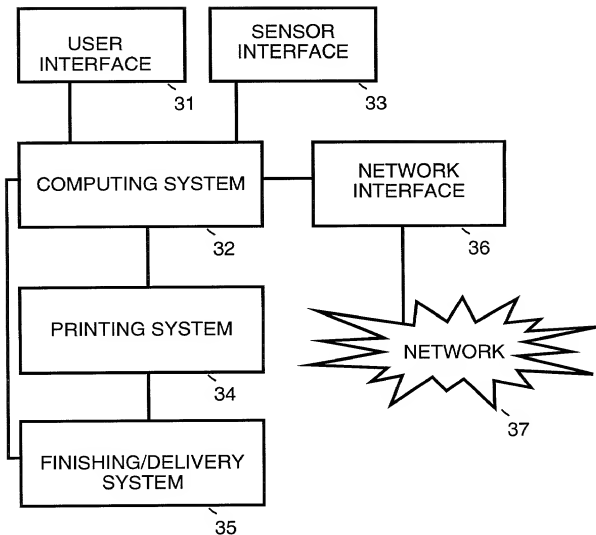 USER
INTERFACE
31
SENSOR
INTERFACE
33
COMPUTING SYSTEM
32
NETWORK
INTERFACE
36
PRINTING SYSTEM
34
NETWORK
37
FINISHING/DELIVERY
SYSTEM
35